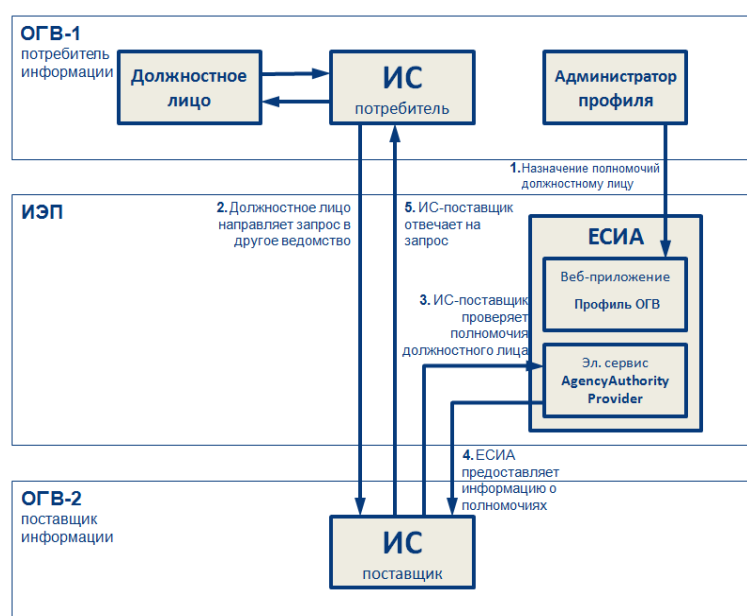 ОГВ-1
потребитель
информации
Должностное
лицо
ИС
потребитель
Администратор
профиля
1. Назначение полномочий
должностному лицу
ИЭП
2. Должностное лицо
направляет запрос в
другое ведомство
5. ИС-поставщик
отвечает на
запрос
ЕСИА
Веб-приложение
Профиль ОГВ
3. ИС-поставщик
проверяет
полномочия
должностного лица
Эл. сервис
AgencyAuthority
Provider
4. ЕСИА
предоставляет
информацию о
полномочиях
ОГВ-2
поставщик
информации
ИС
поставщик